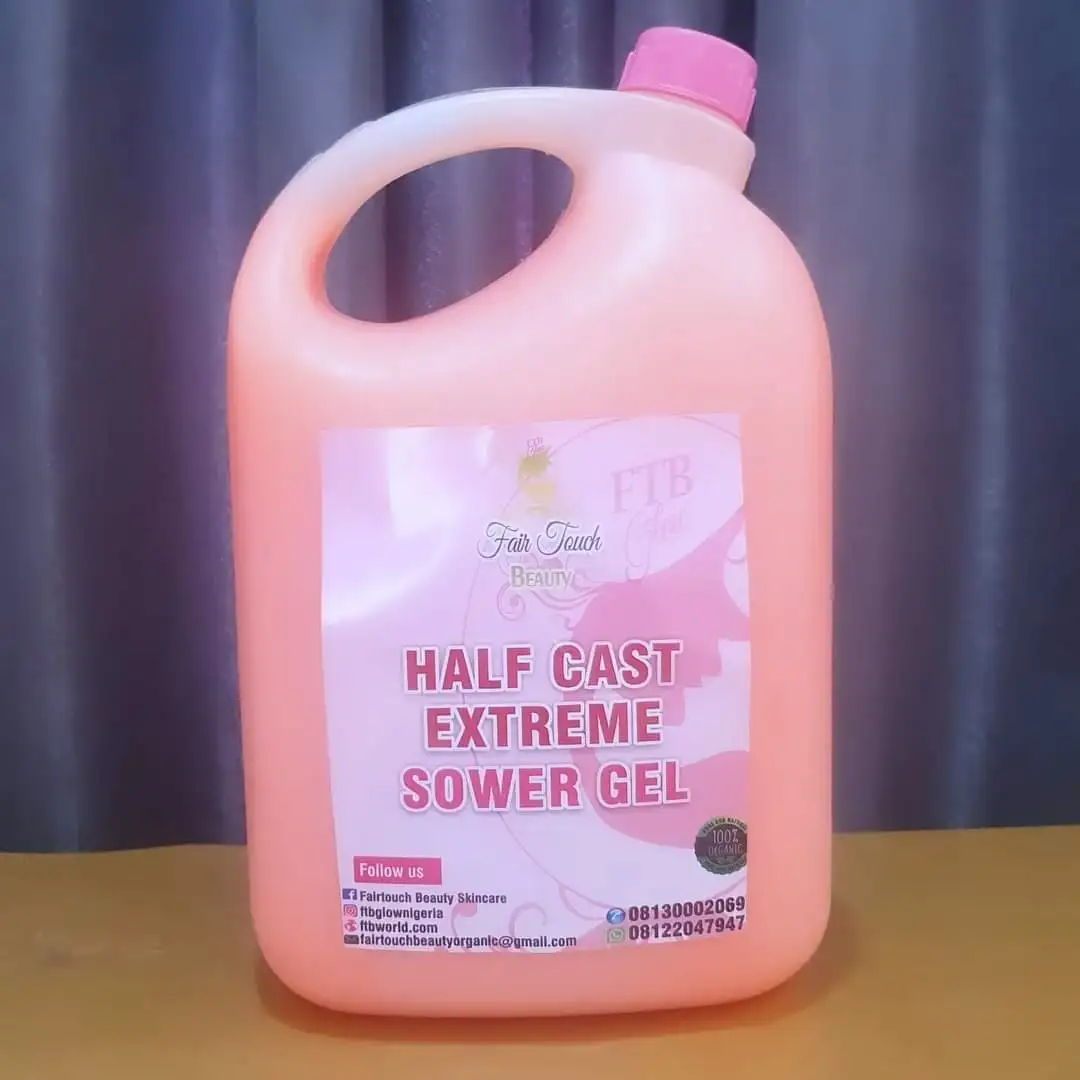 FTB
Glow
Fair Touch
BEAUTY
HALF CAST
EXTREME
SOWER GEL
100%
ORGANIC
Follow us
Fairtouch Beauty Skincare
ftbglownigeria
ftbworld.com
fairtouchbeautyorganic@gmail.com
08130002069
08122047947